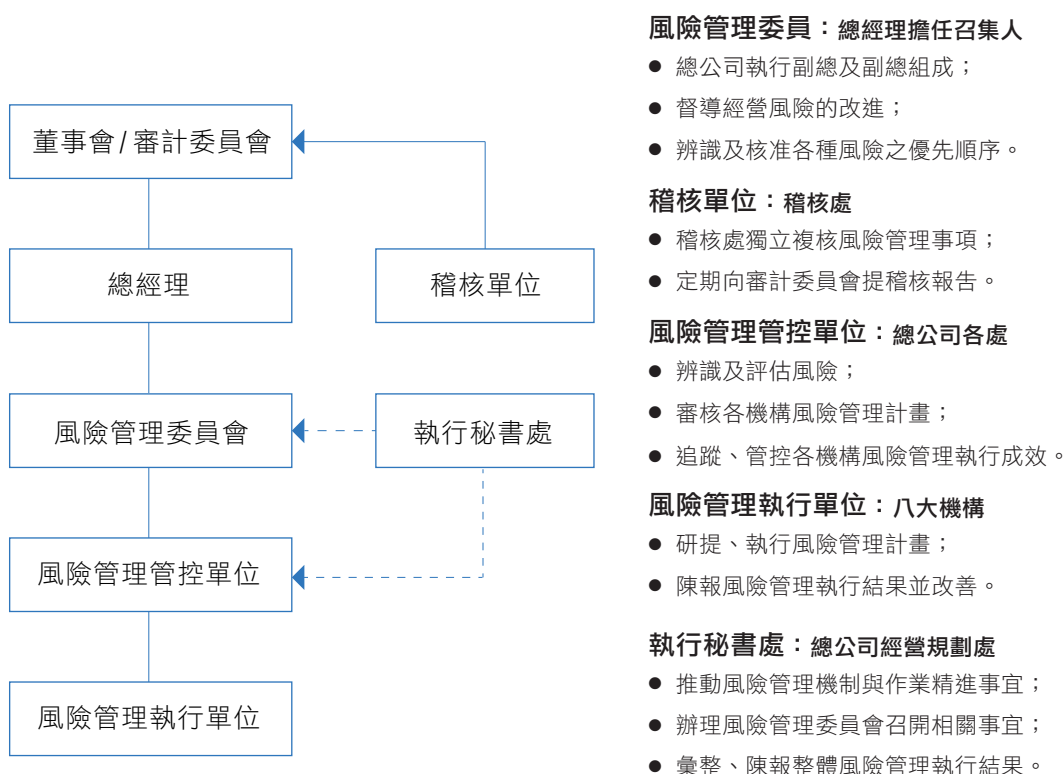 董事會/審計委員會
總經理
稽核單位
風險管理委員會
執行秘書處
風險管理管控單位
風險管理執行單位
風險管理委員：總經理擔任召集人
● 總公司執行副總及副總組成；
● 督導經營風險的改進；
● 辨識及核准各種風險之優先順序。
稽核單位：稽核處
● 稽核處獨立複核風險管理事項；
● 定期向審計委員會提稽核報告。
風險管理管控單位：總公司各處
● 辨識及評估風險；
● 審核各機構風險管理計畫；
● 追蹤、管控各機構風險管理執行成效。
風險管理執行單位：八大機構
● 研提、執行風險管理計畫；
● 陳報風險管理執行結果並改善。
執行秘書處：總公司經營規劃處
● 推動風險管理機制與作業精進事宜；
● 辦理風險管理委員會召開相關事宜；
● 彙整、陳報整體風險管理執行結果。